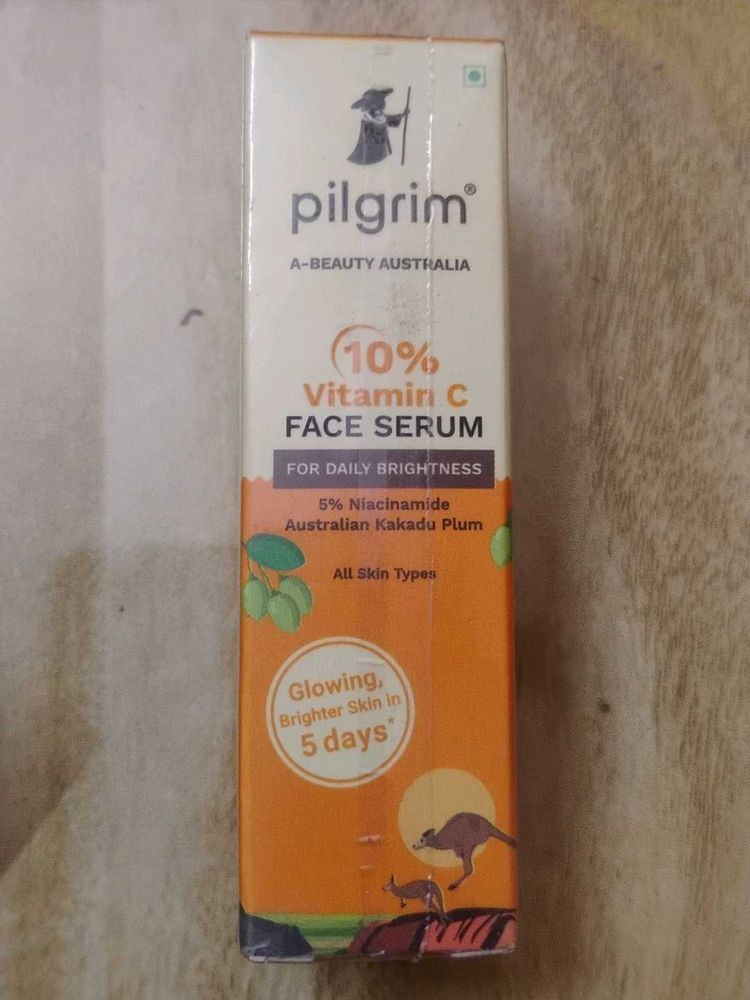 pilgrim®
A-BEAUTY AUSTRALIA
10%
Vitamin C
FACE SERUM
FOR DAILY BRIGHTNESS
5% Niacinamide
Australian Kakadu Plum
All Skin Types
Glowing,
Brighter Skin in
5 days*